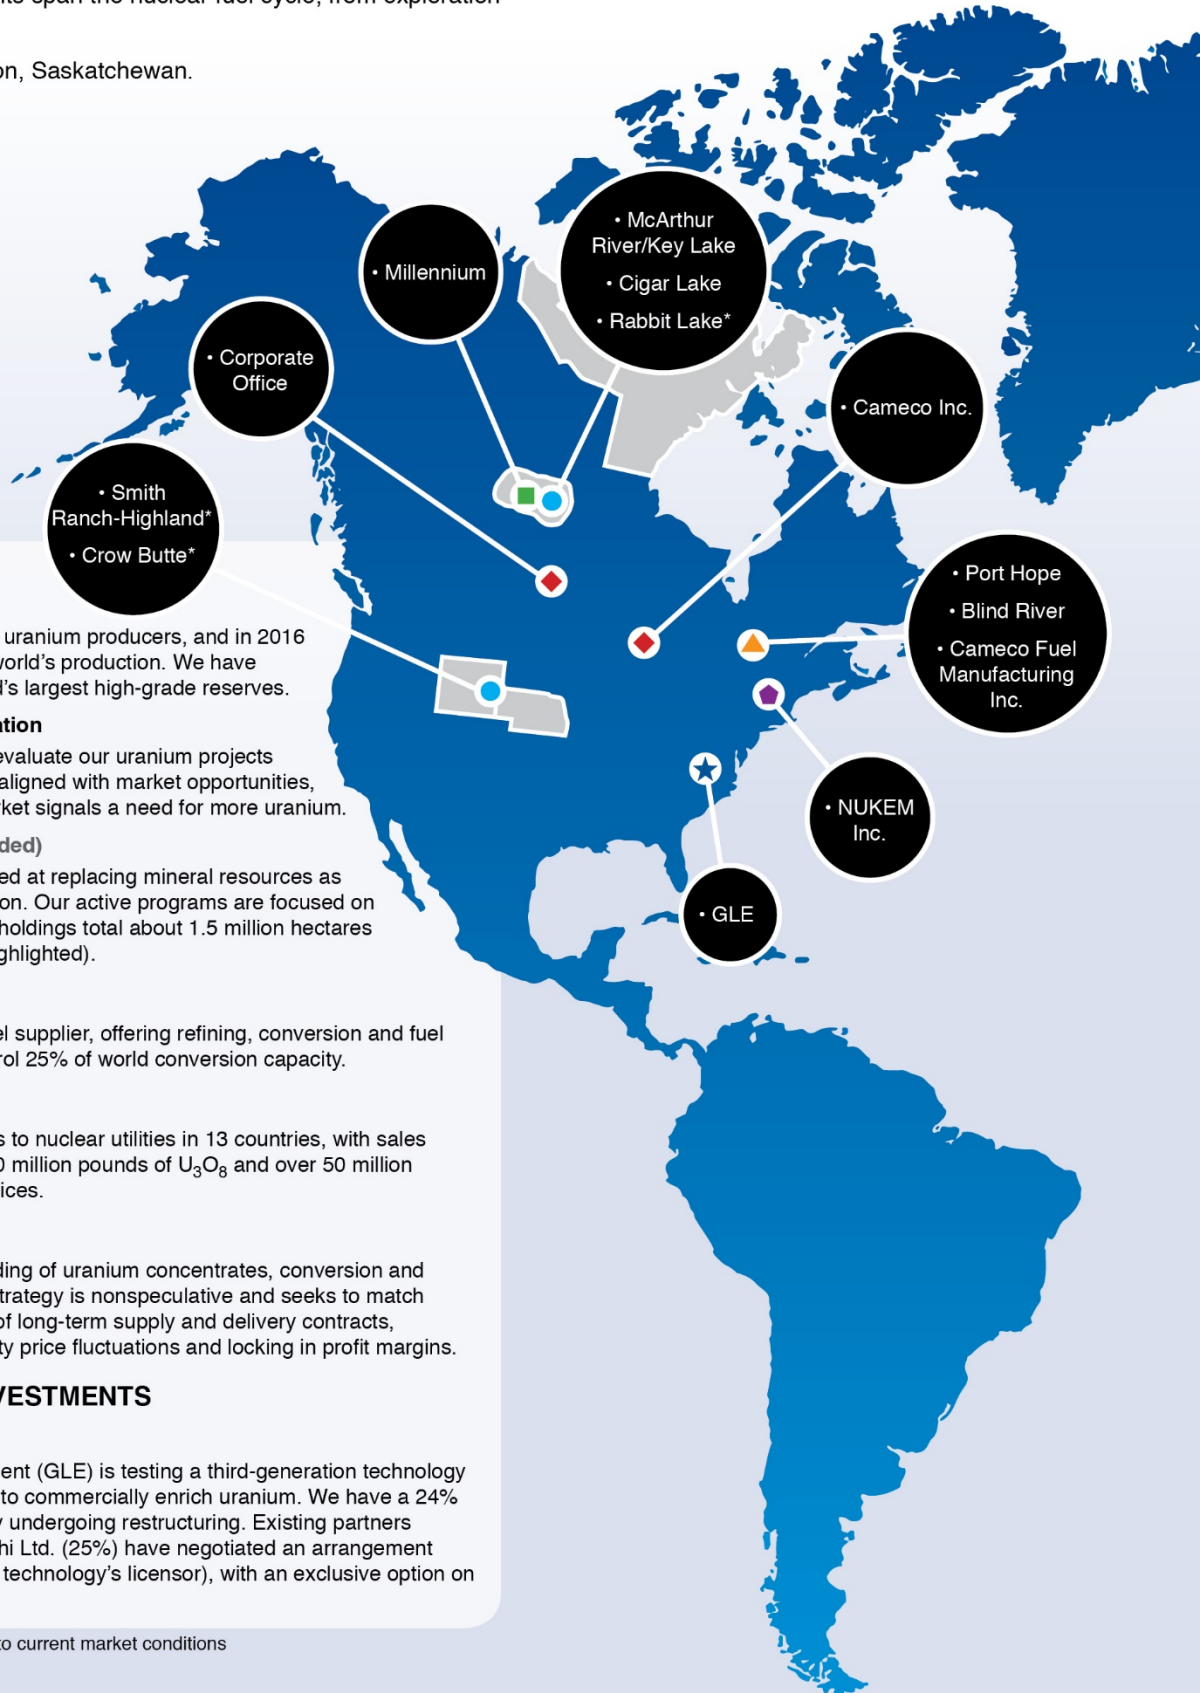 its span the nuclear fuel cycle, from exploration
on, Saskatchewan.
• McArthur
River/Key Lake
• Cigar Lake
• Rabbit Lake*
• Millennium
• Corporate
Office
• Cameco Inc.
• Smith
Ranch-Highland*
• Crow Butte*
• Port Hope
• Blind River
• Cameco Fuel
Manufacturing
Inc.
• NUKEM
Inc.
• GLE
uranium producers, and in 2016
world's production. We have
d's largest high-grade reserves.
ation
evaluate our uranium projects
aligned with market opportunities,
rket signals a need for more uranium.
ded)
ed at replacing mineral resources as
on. Our active programs are focused on
holdings total about 1.5 million hectares
ghlighted).
el supplier, offering refining, conversion and fuel
rol 25% of world conversion capacity.
s to nuclear utilities in 13 countries, with sales
0 million pounds of U₃O₈ and over 50 million
ices.
ding of uranium concentrates, conversion and
trategy is nonspeculative and seeks to match
of long-term supply and delivery contracts,
ty price fluctuations and locking in profit margins.
VESTMENTS
ent (GLE) is testing a third-generation technology
to commercially enrich uranium. We have a 24%
y undergoing restructuring. Existing partners
hi Ltd. (25%) have negotiated an arrangement
technology's licensor), with an exclusive option on
to current market conditions